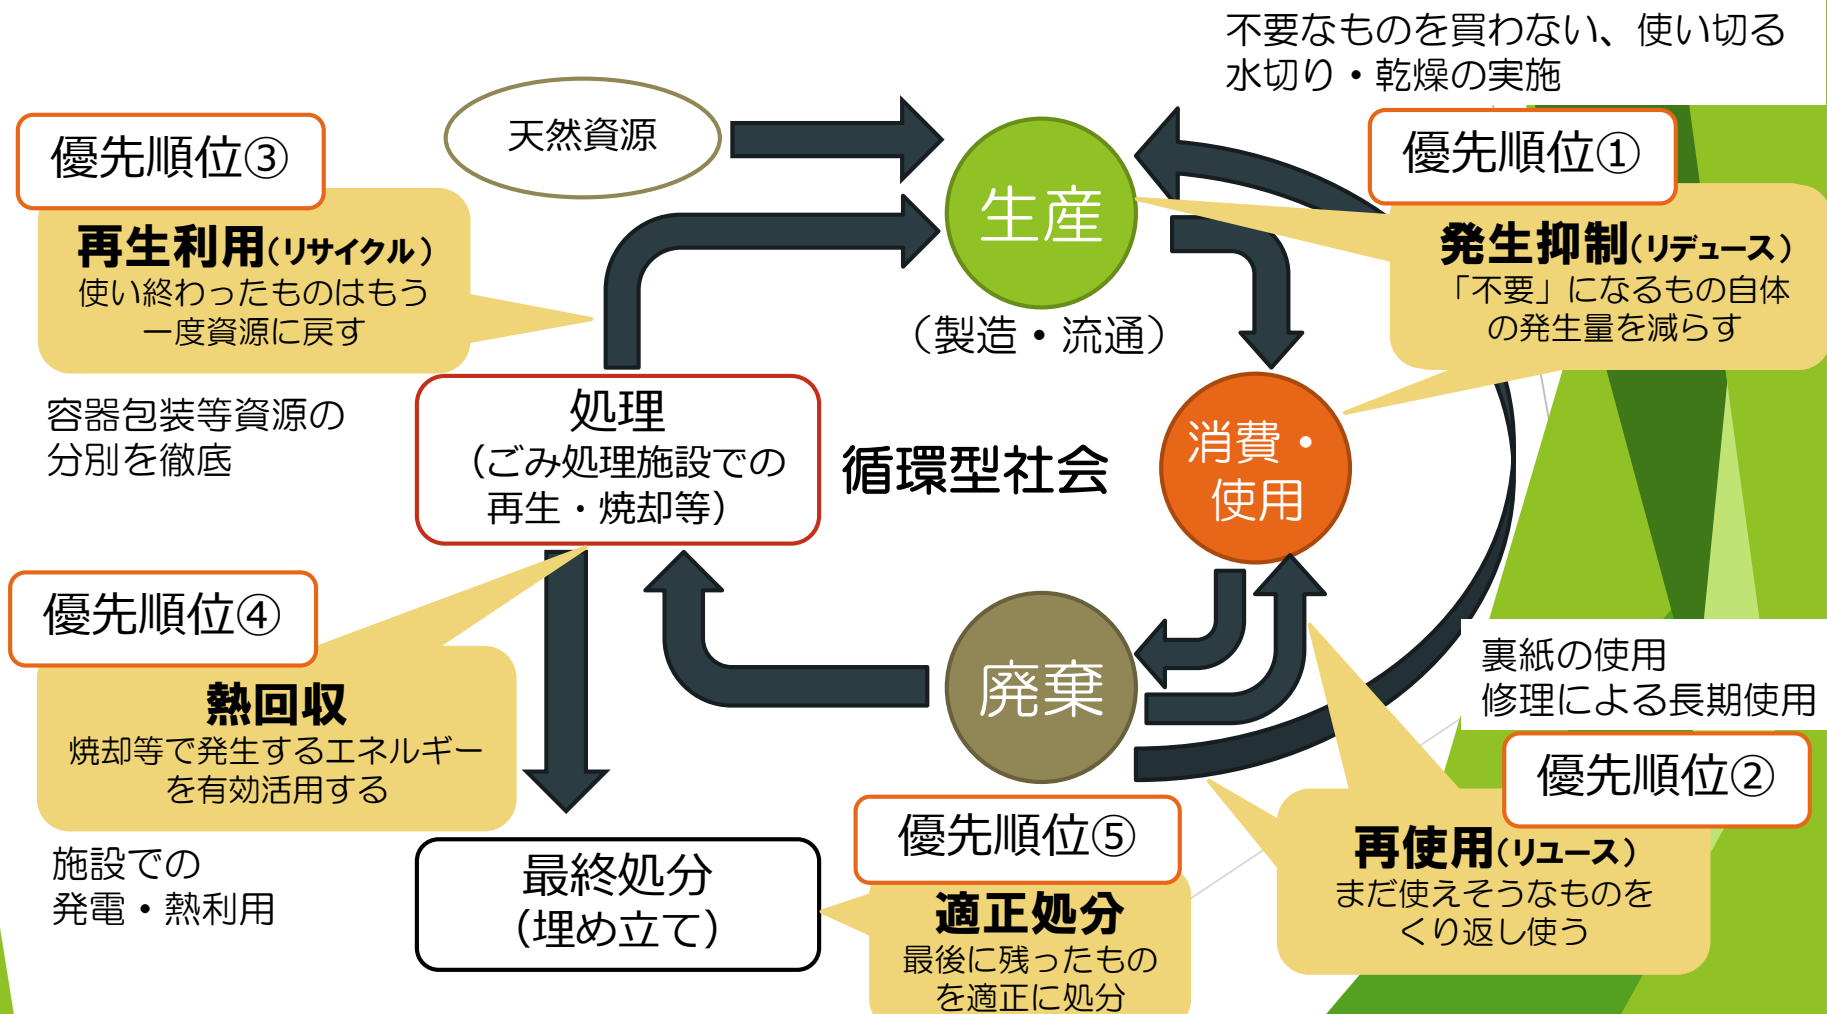 不要なものを買わない、使い切る
水切り・乾燥の実施
優先順位①
発生抑制(リデュース)
「不要」になるもの自体
の発生量を減らす
天然資源
生産
(製造・流通)
優先順位③
再生利用(リサイクル)
使い終わったものはもう
一度資源に戻す
容器包装等資源の
分別を徹底
処理
(ごみ処理施設での
再生・焼却等)
循環型社会
消費・
使用
優先順位④
熱回収
焼却等で発生するエネルギー
を有効活用する
施設での
発電・熱利用
廃棄
裏紙の使用
修理による長期使用
優先順位②
再使用(リユース)
まだ使えそうなものを
くり返し使う
最終処分
(埋め立て)
優先順位⑤
適正処分
最後に残ったもの
を適正に処分